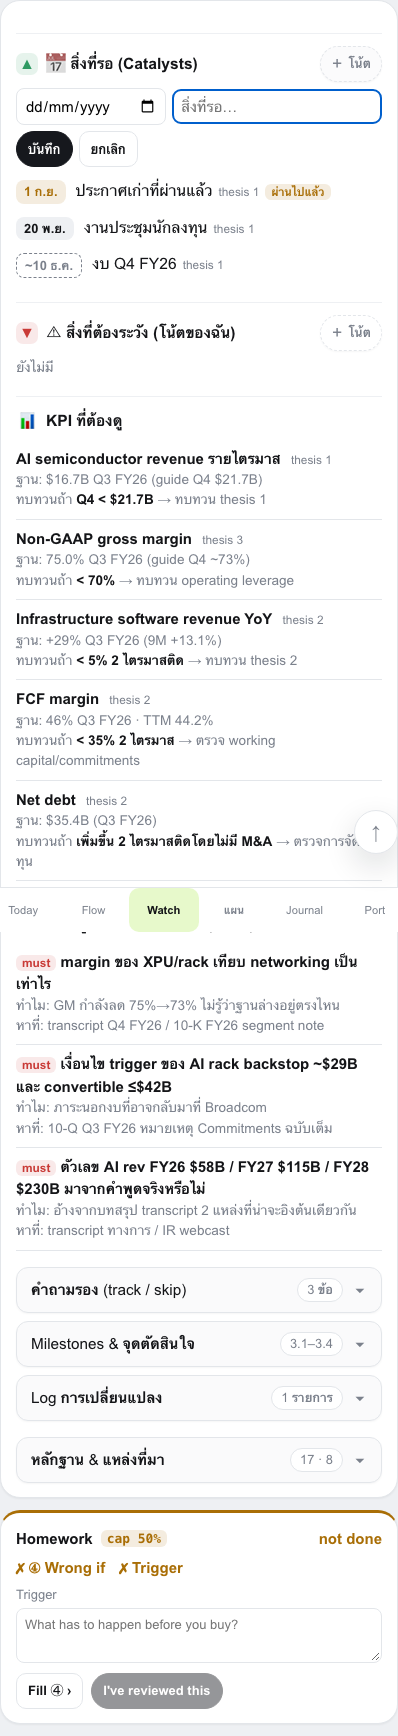 ▲ 📅 สิ่งที่รอ (Catalysts) + โน้ต
dd/mm/yyyy สิ่งที่รอ...
บันทึก ยกเลิก
1 ก.ย. ประกาศเก่าที่ผ่านแล้ว thesis 1 ผ่านไปแล้ว
20 พ.ย. งานประชุมนักลงทุน thesis 1
~10 ธ.ค. งบ Q4 FY26 thesis 1
▼ ⚠ สิ่งที่ต้องระวัง (โน้ตของฉัน) + โน้ต
ยังไม่มี
📊 KPI ที่ต้องดู
AI semiconductor revenue รายไตรมาส thesis 1
ฐาน: $16.7B Q3 FY26 (guide Q4 $21.7B)
ทบทวนถ้า Q4 < $21.7B → ทบทวน thesis 1
Non-GAAP gross margin thesis 3
ฐาน: 75.0% Q3 FY26 (guide Q4 ~73%)
ทบทวนถ้า < 70% → ทบทวน operating leverage
Infrastructure software revenue YoY thesis 2
ฐาน: +29% Q3 FY26 (9M +13.1%)
ทบทวนถ้า < 5% 2 ไตรมาสติด → ทบทวน thesis 2
FCF margin thesis 2
ฐาน: 46% Q3 FY26 · TTM 44.2%
ทบทวนถ้า < 35% 2 ไตรมาส → ตรวจ working
capital/commitments
Net debt thesis 2
ฐาน: $35.4B (Q3 FY26)
ทบทวนถ้า เพิ่มขึ้น 2 ไตรมาสติดโดยไม่มี M&A → ตรวจการจัด
ทุน
↑
Today Flow Watch แผน Journal Port
must margin ของ XPU/rack เทียบ networking เป็น
เท่าไร
ทำไม: GM กำลังลด 75%→73% ไม่รู้ว่าฐานล่างอยู่ตรงไหน
หาที่: transcript Q4 FY26 / 10-K FY26 segment note
must เงื่อนไข trigger ของ AI rack backstop ~$29B
และ convertible ≤$42B
ทำไม: ภาระนอกงบที่อาจกลับมาที่ Broadcom
หาที่: 10-Q Q3 FY26 หมายเหตุ Commitments ฉบับเต็ม
must ตัวเลข AI rev FY26 $58B / FY27 $115B / FY28
$230B มาจากคำพูดจริงหรือไม่
ทำไม: อ้างจากบทสรุป transcript 2 แหล่งที่น่าจะอิงต้นเดียวกัน
หาที่: transcript ทางการ / IR webcast
คำถามรอง (track / skip) 3 ข้อ
Milestones & จุดตัดสินใจ 3.1–3.4
Log การเปลี่ยนแปลง 1 รายการ
หลักฐาน & แหล่งที่มา 17 · 8
Homework cap 50% not done
✗ ④ Wrong if ✗ Trigger
Trigger
What has to happen before you buy?
Fill ④ › I've reviewed this